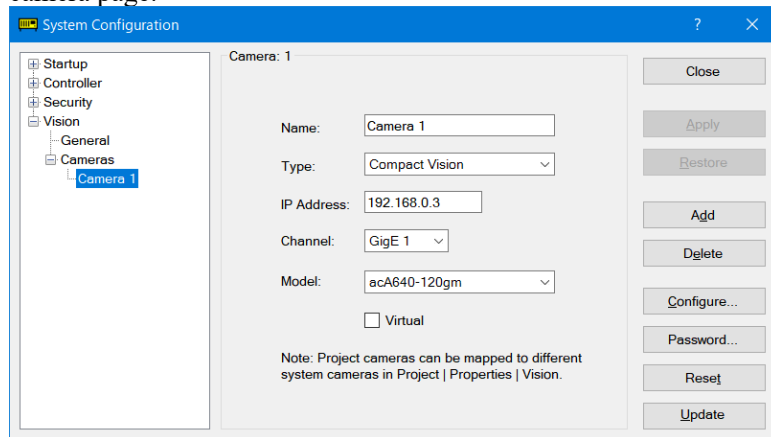 camera page.
System Configuration
?
Startup
Controller
Security
Vision
General
Cameras
Camera 1
Camera: 1
Name: Camera 1
Type: Compact Vision
IP Address: 192.168.0.3
Channel: GigE 1
Model: acA640-120gm
Virtual
Note: Project cameras can be mapped to different
system cameras in Project | Properties | Vision.
Close
Apply
Restore
Add
Delete
Configure...
Password...
Reset
Update